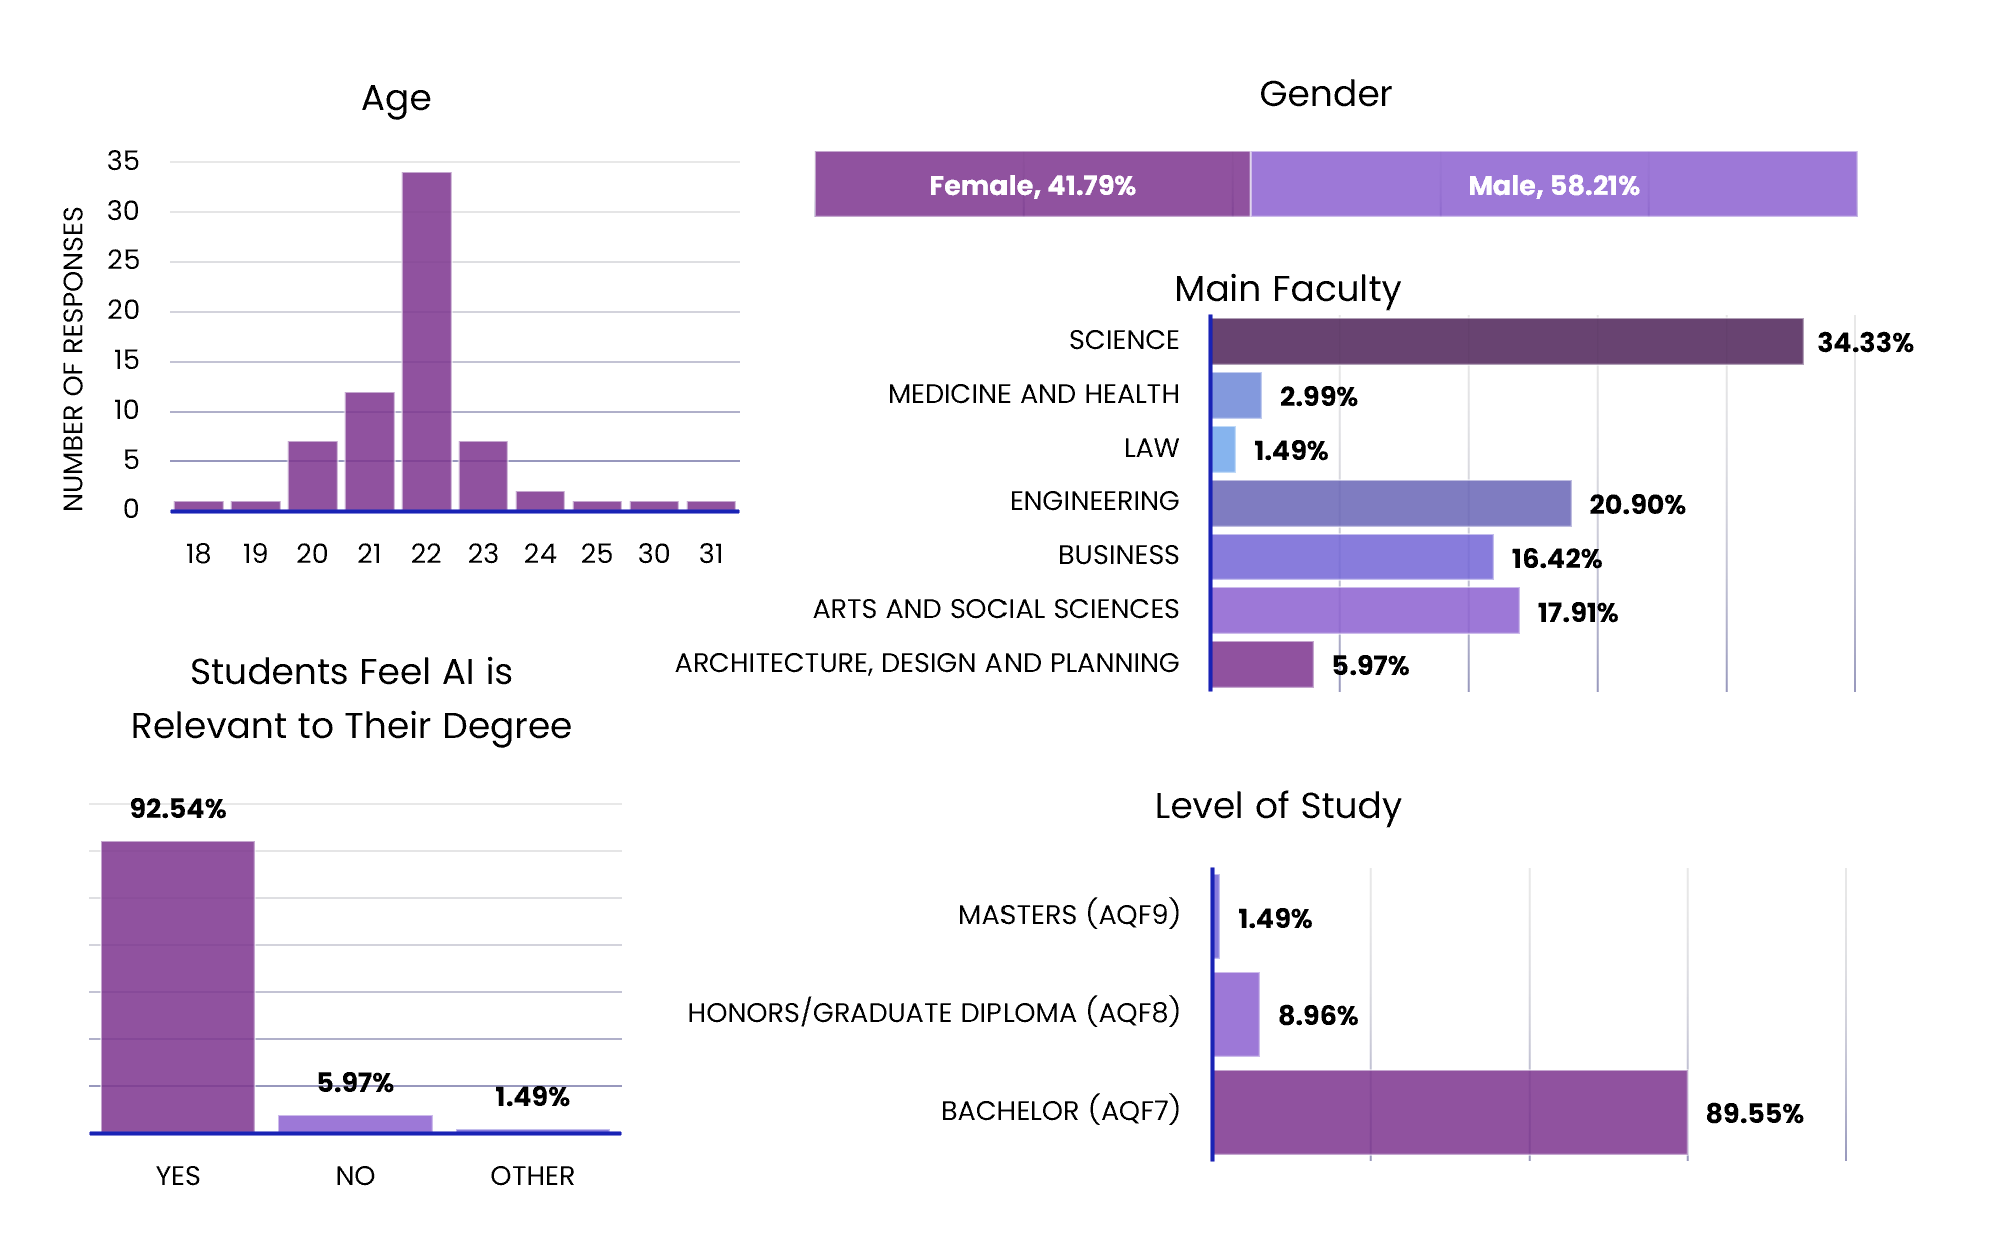 Age
NUMBER OF RESPONSES
35
30
25
20
15
10
5
0
18 19 20 21 22 23 24 25 30 31
Gender
Female, 41.79% Male, 58.21%
Main Faculty
SCIENCE 34.33%
MEDICINE AND HEALTH 2.99%
LAW 1.49%
ENGINEERING 20.90%
BUSINESS 16.42%
ARTS AND SOCIAL SCIENCES 17.91%
ARCHITECTURE, DESIGN AND PLANNING 5.97%
Students Feel AI is
Relevant to Their Degree
92.54%
5.97%
1.49%
YES NO OTHER
Level of Study
MASTERS (AQF9) 1.49%
HONORS/GRADUATE DIPLOMA (AQF8) 8.96%
BACHELOR (AQF7) 89.55%